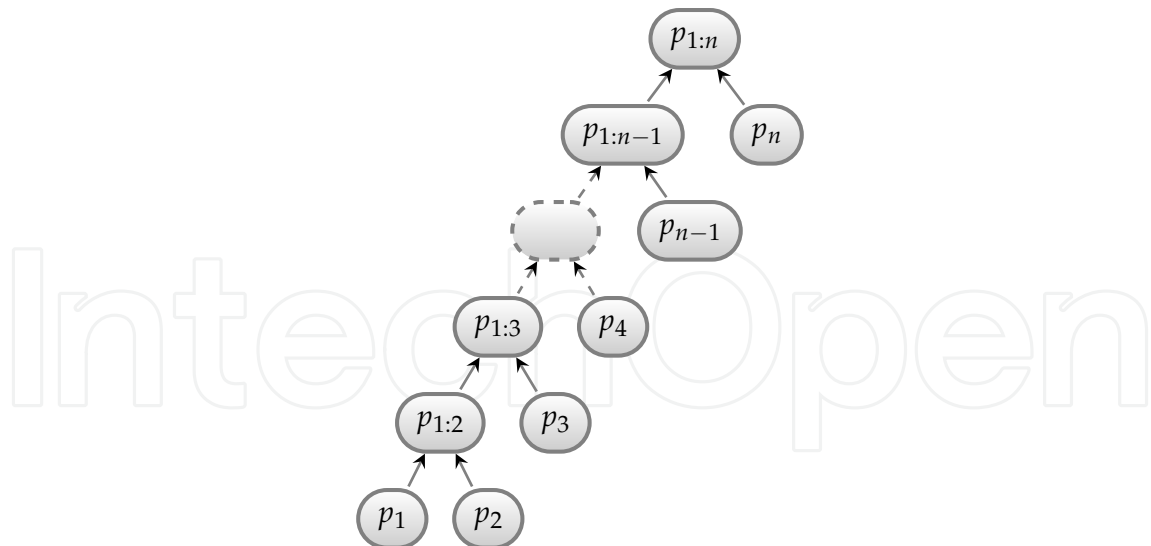 p1:n
p1:n−1 pn
pn−1
p1:3 p4
IntechOpen
p1:2 p3
p1 p2